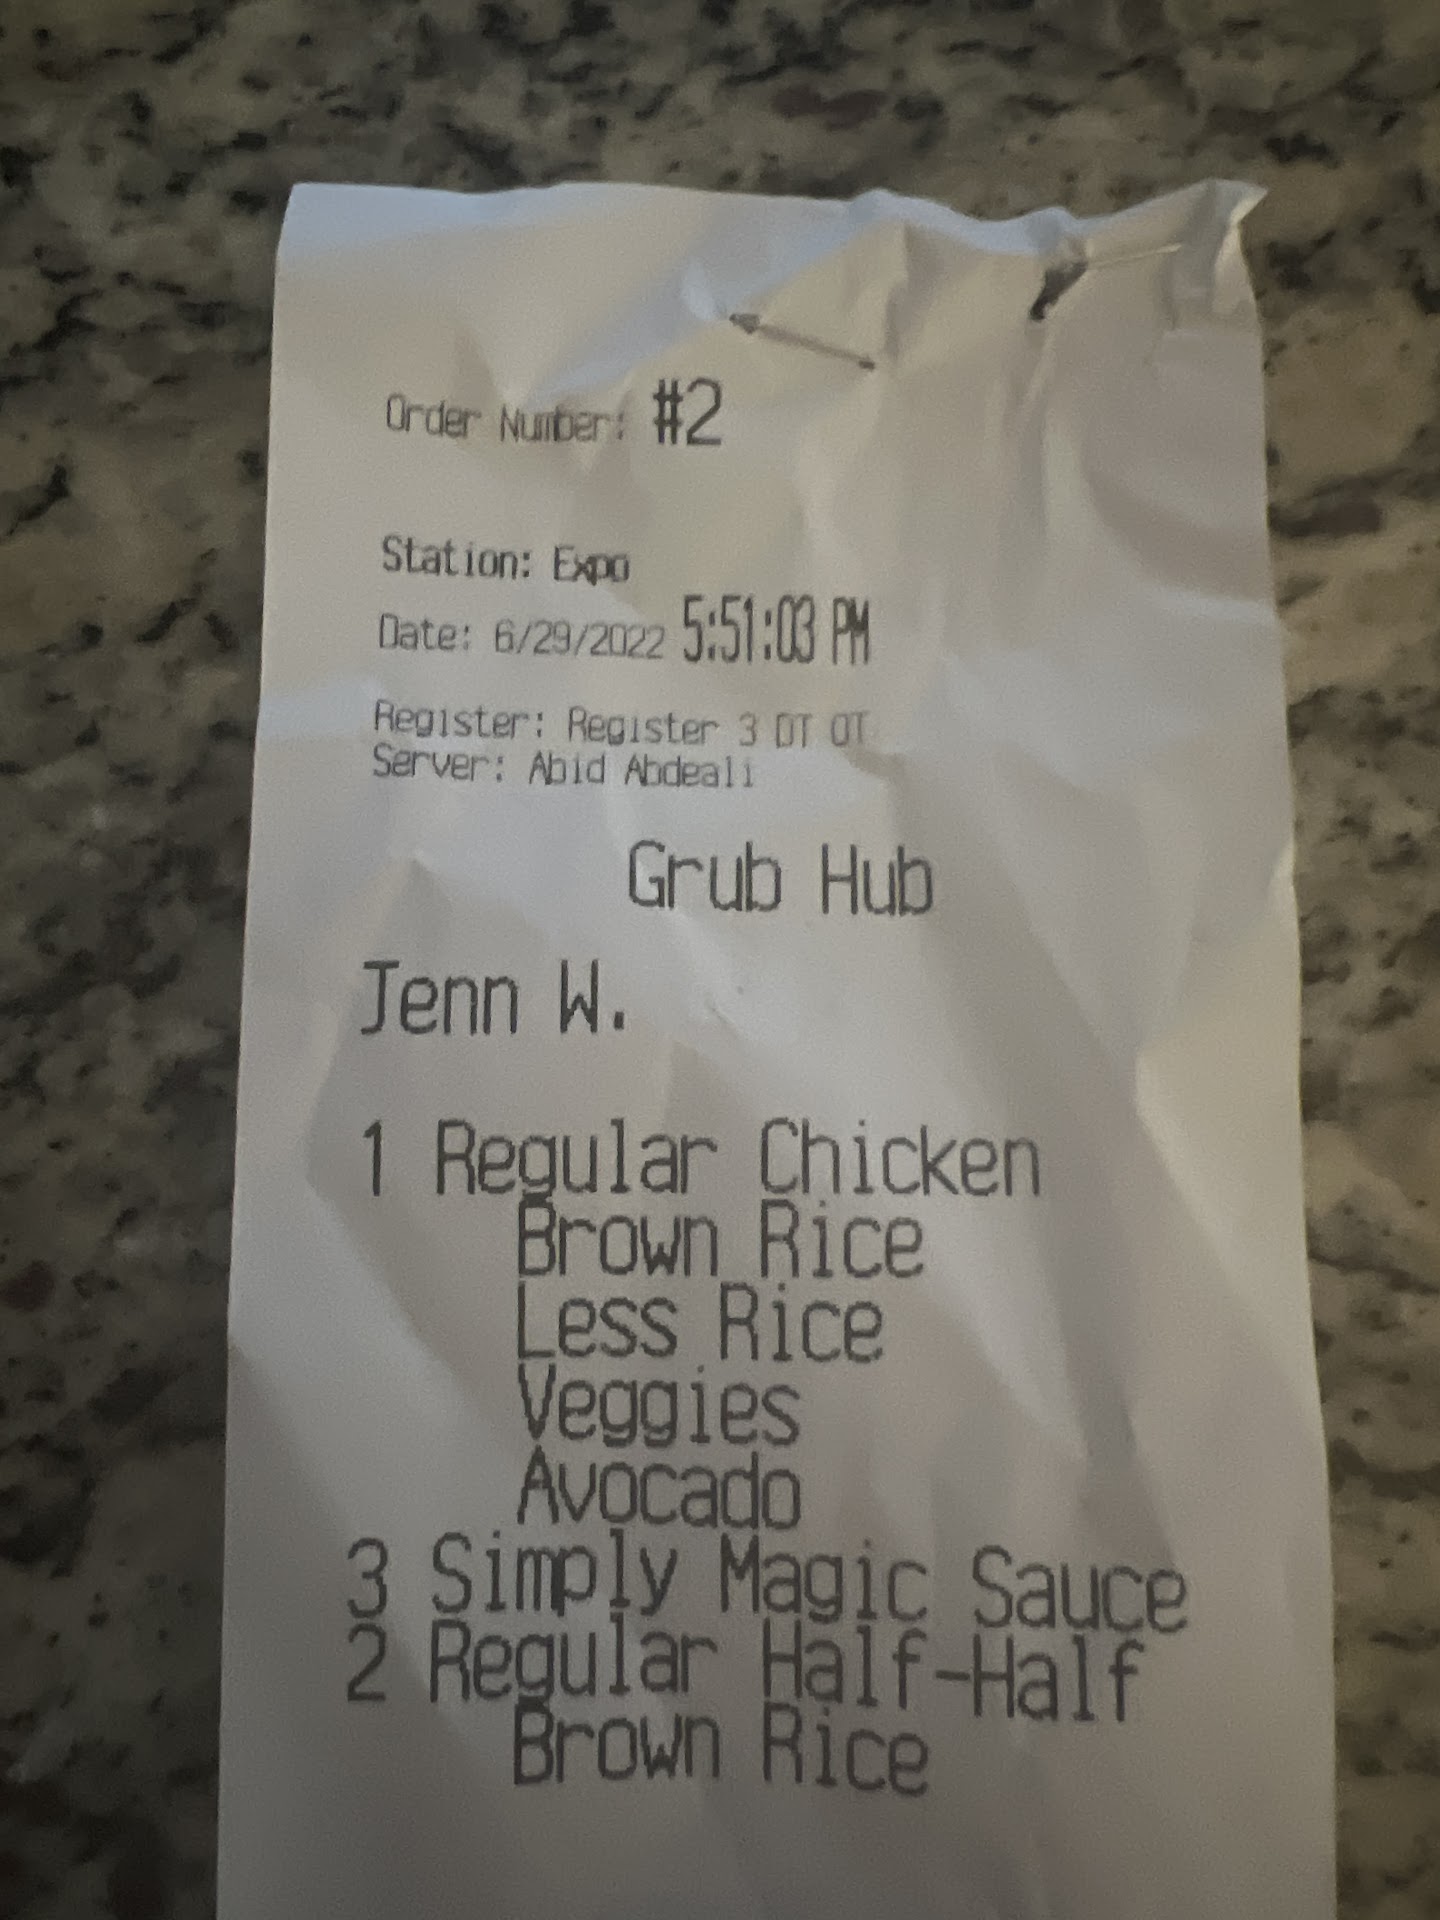 Order Number: #2
Station: Expo
Date: 6/29/2022 5:51:03 PM
Register: Register 3 DT OT
Server: Abid Abdeali
Grub Hub
Jenn W.
1 Regular Chicken
Brown Rice
Less Rice
Veggies
Avocado
3 Simply Magic Sauce
2 Regular Half-Half
Brown Rice